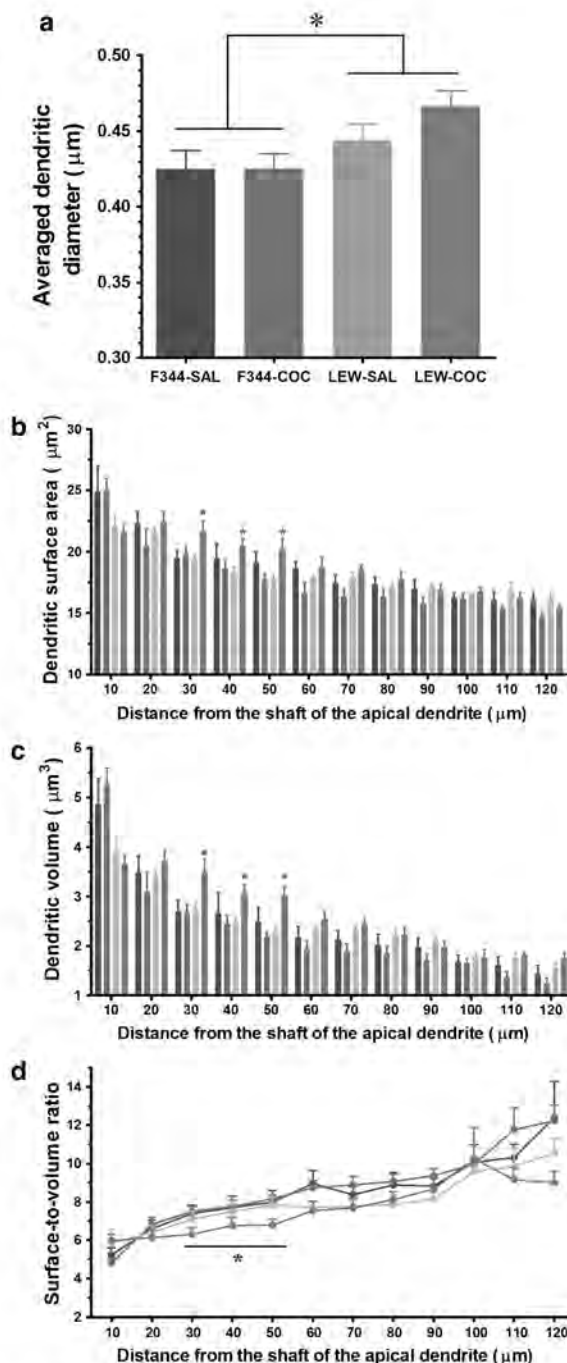 a
*
Averaged dendritic
diameter (μm)
0.50
0.45
0.40
0.35
0.30
F344-SAL F344-COC LEW-SAL LEW-COC
b
Dendritic surface area ( μm²)
30
25
20
15
10
* * *
10 20 30 40 50 60 70 80 90 100 110 120
Distance from the shaft of the apical dendrite ( μm)
c
Dendritic volume ( μm³)
6
5
4
3
2
1
* * *
10 20 30 40 50 60 70 80 90 100 110 120
Distance from the shaft of the apical dendrite ( μm)
d
Surface-to-volume ratio
14
12
10
8
6
4
2
*
10 20 30 40 50 60 70 80 90 100 110 120
Distance from the shaft of the apical dendrite (μm)